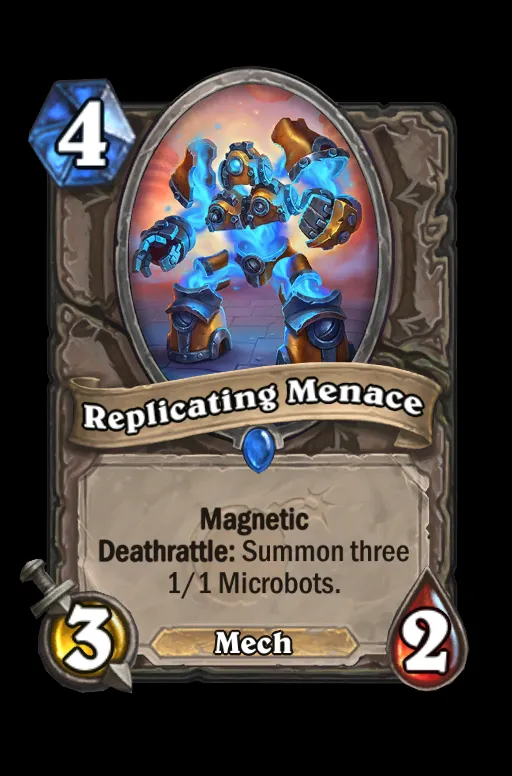 4
Replicating Menace
Magnetic
Deathrattle: Summon three
1/1 Microbots.
3
Mech
2